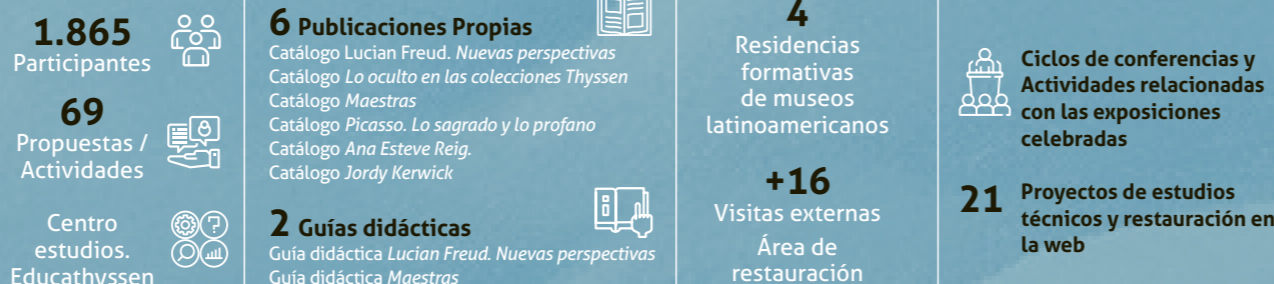 1.865
Participantes
69
Propuestas /
Actividades
Centro
estudios.
Educathyssen
6 Publicaciones Propias
Catálogo Lucian Freud. Nuevas perspectivas
Catálogo Lo oculto en las colecciones Thyssen
Catálogo Maestras
Catálogo Picasso. Lo sagrado y lo profano
Catálogo Ana Esteve Reig.
Catálogo Jordy Kerwick
2 Guías didácticas
Guía didáctica Lucian Freud. Nuevas perspectivas
Guía didáctica Maestras
4
Residencias
formativas
de museos
latinoamericanos
+16
Visitas externas
Área de
restauración
Ciclos de conferencias y
Actividades relacionadas
con las exposiciones
celebradas
21 Proyectos de estudios
técnicos y restauración en
la web